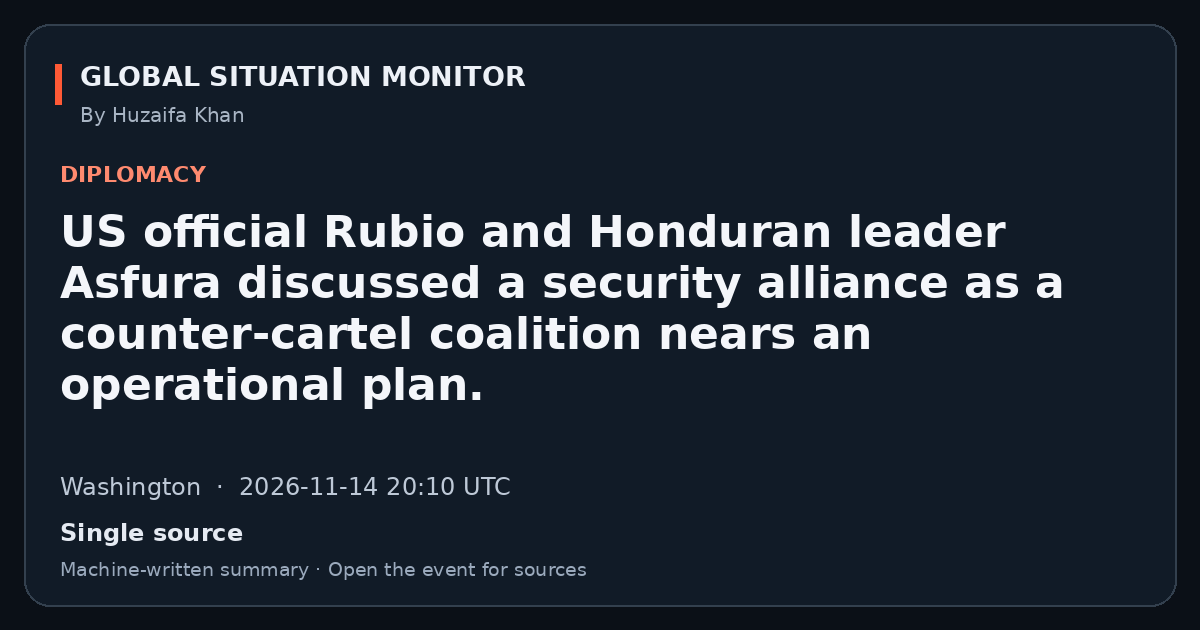 GLOBAL SITUATION MONITOR
By Huzaifa Khan
DIPLOMACY
US official Rubio and Honduran leader
Asfura discussed a security alliance as a
counter-cartel coalition nears an
operational plan.
Washington · 2026-11-14 20:10 UTC
Single source
Machine-written summary · Open the event for sources